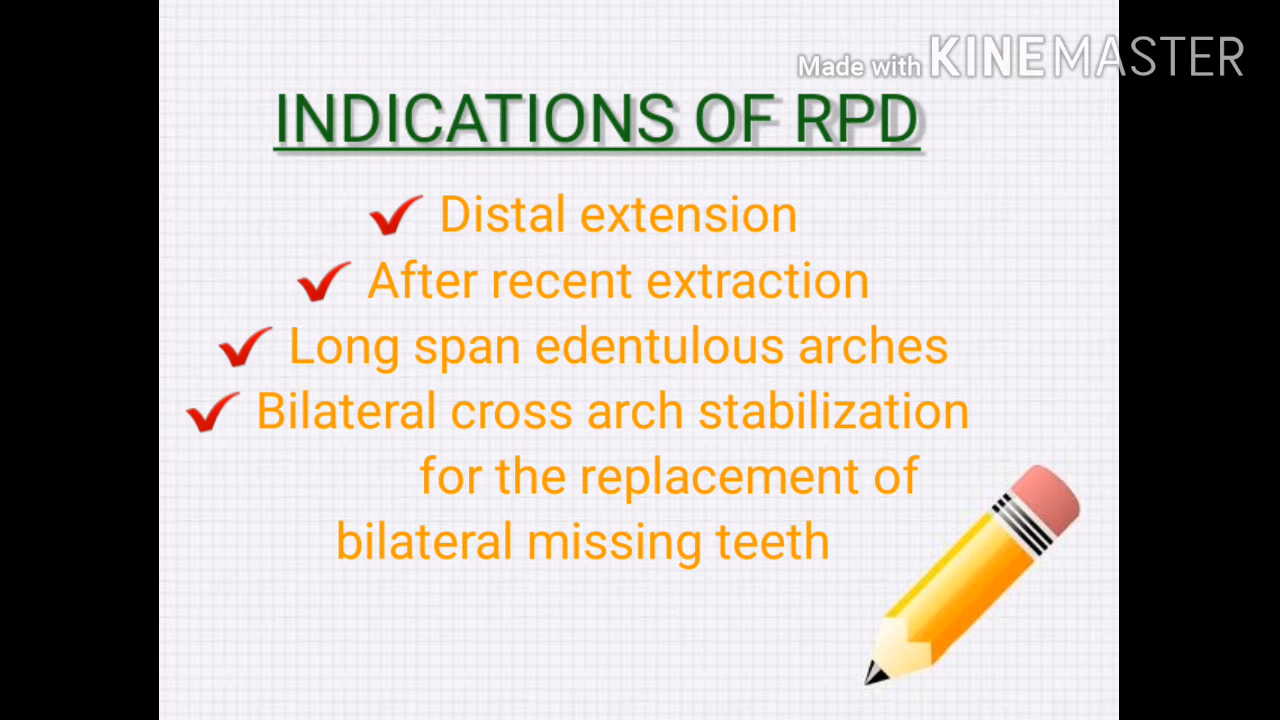 Made with KINEMASTER
INDICATIONS OF RPD
Distal extension
After recent extraction
Long span edentulous arches
Bilateral cross arch stabilization
for the replacement of
bilateral missing teeth